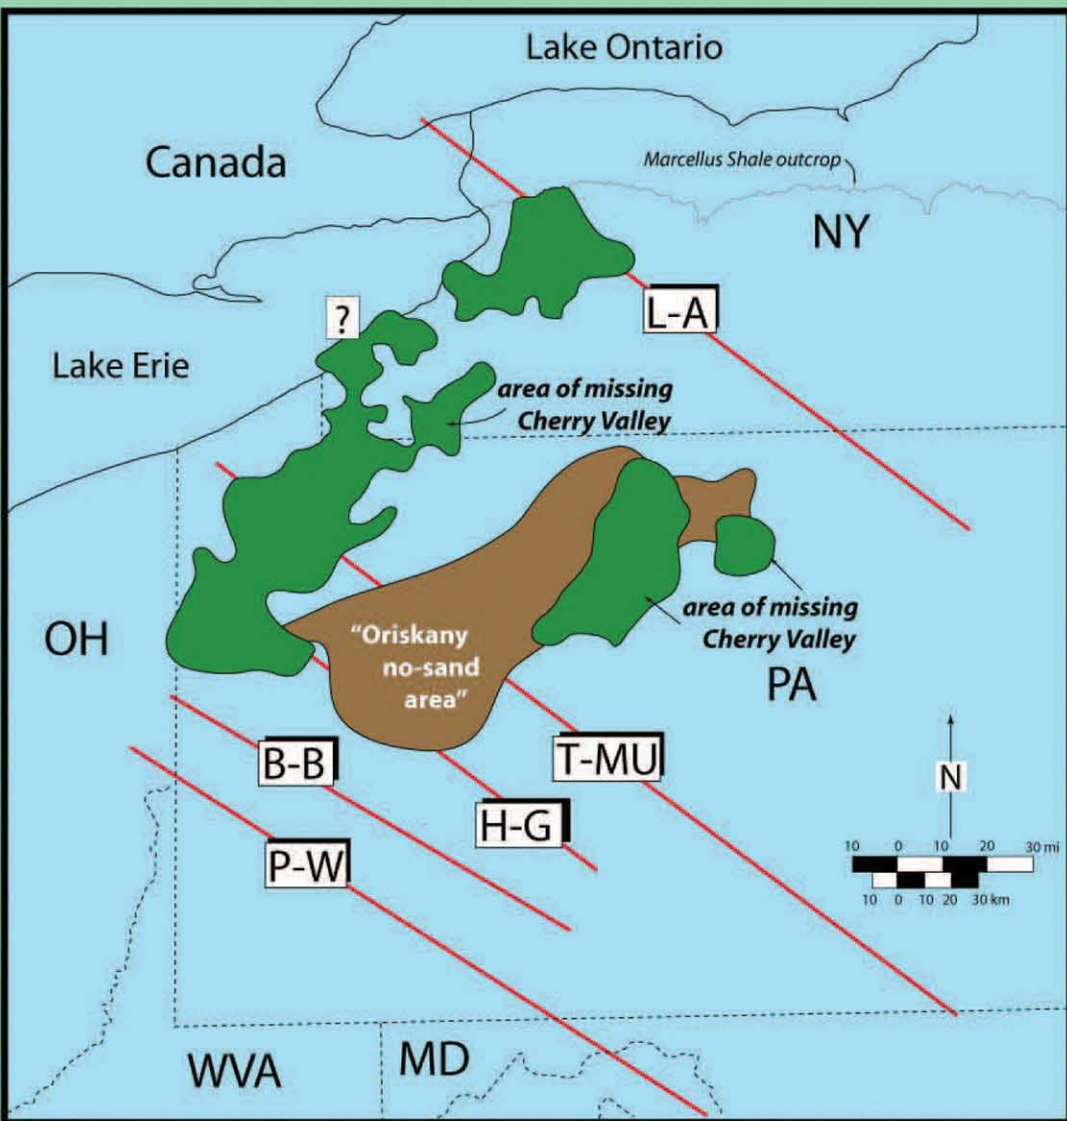 Lake Ontario
Canada
Marcellus Shale outcrop
NY
?
L-A
Lake Erie
area of missing
Cherry Valley
OH
"Oriskany
no-sand
area"
area of missing
Cherry Valley
PA
B-B
T-MU
N
H-G
P-W
10 0 10 20 30 mi
10 0 10 20 30 km
WVA
MD